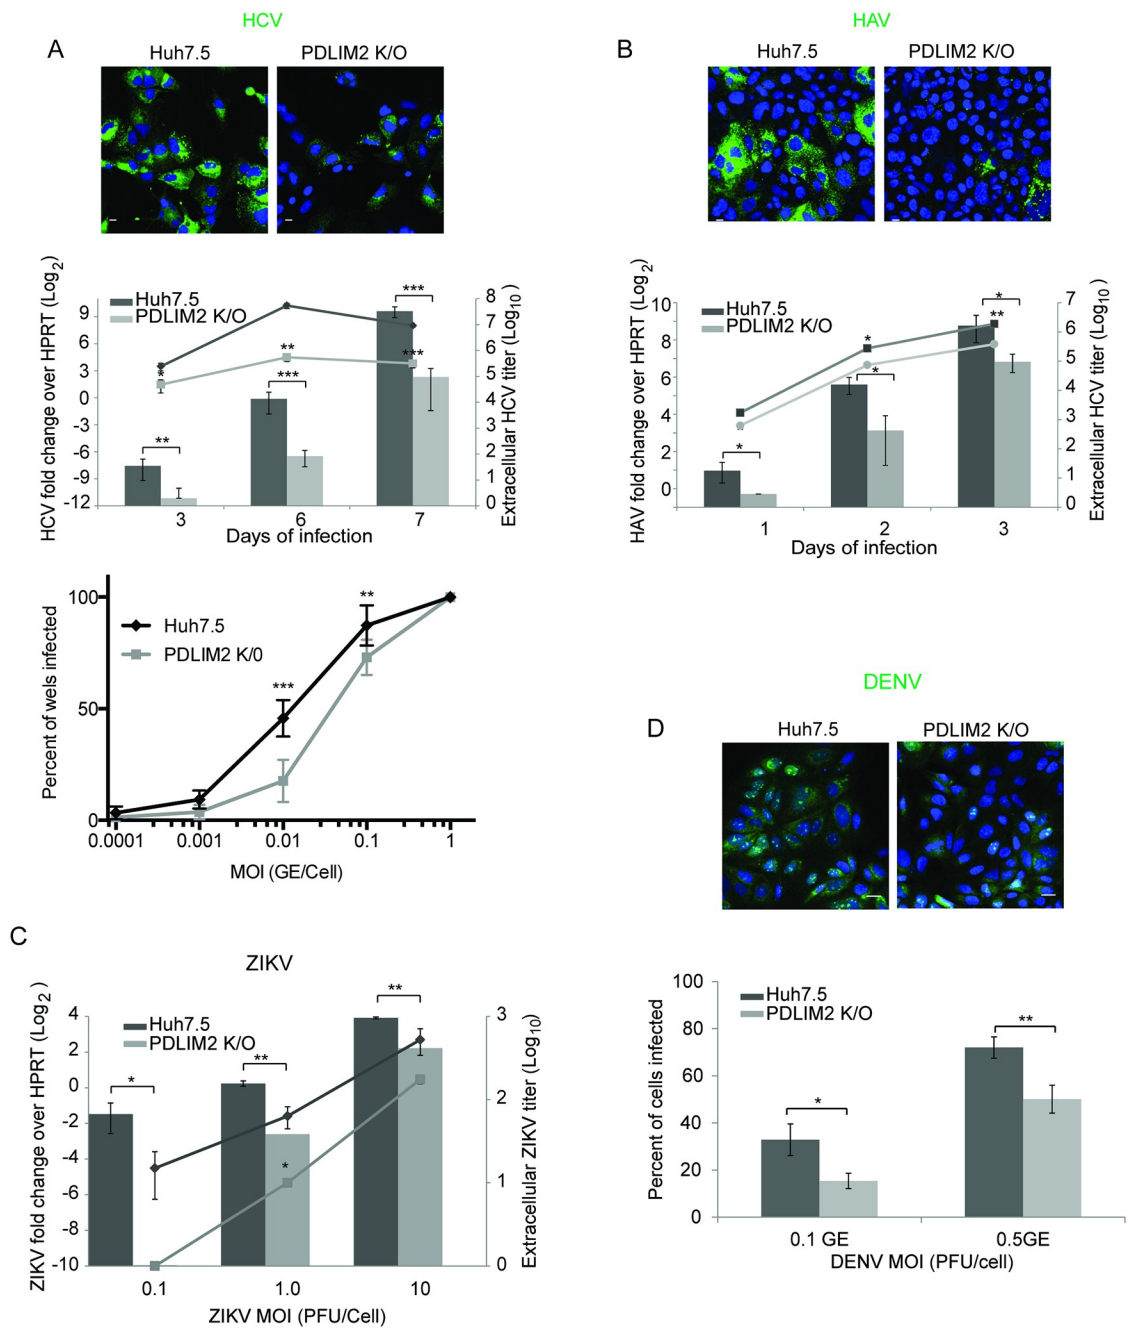 HCV
A
Huh7.5
PDLIM2 K/O
HCV fold change over HPRT (Log2)
9
6
3
0
-3
-6
-9
-12
Huh7.5
PDLIM2 K/O
*
**
**
***
***
***
8
7
6
5
4
3
2
1
0
Extracellular HCV titer (Log10)
3
6
7
Days of infection
Percent of wels infected
100
50
0
Huh7.5
PDLIM2 K/0
***
**
0.0001
0.001
0.01
0.1
1
MOI (GE/Cell)
HAV
B
Huh7.5
PDLIM2 K/O
HAV fold change over HPRT (Log2)
10
8
6
4
2
0
Huh7.5
PDLIM2 K/O
*
*
*
*
**
7
6
5
4
3
2
1
0
Extracellular HCV titer (Log10)
1
2
3
Days of infection
C
ZIKV
ZIKV fold change over HPRT (Log2)
4
2
0
-2
-4
-6
-8
-10
Huh7.5
PDLIM2 K/O
*
**
*
**
3
2
1
0
Extracellular ZIKV titer (Log10)
0.1
1.0
10
ZIKV MOI (PFU/Cell)
DENV
D
Huh7.5
PDLIM2 K/O
Percent of cells infected
100
80
60
40
20
0
Huh7.5
PDLIM2 K/O
*
**
0.1 GE
0.5GE
DENV MOI (PFU/cell)